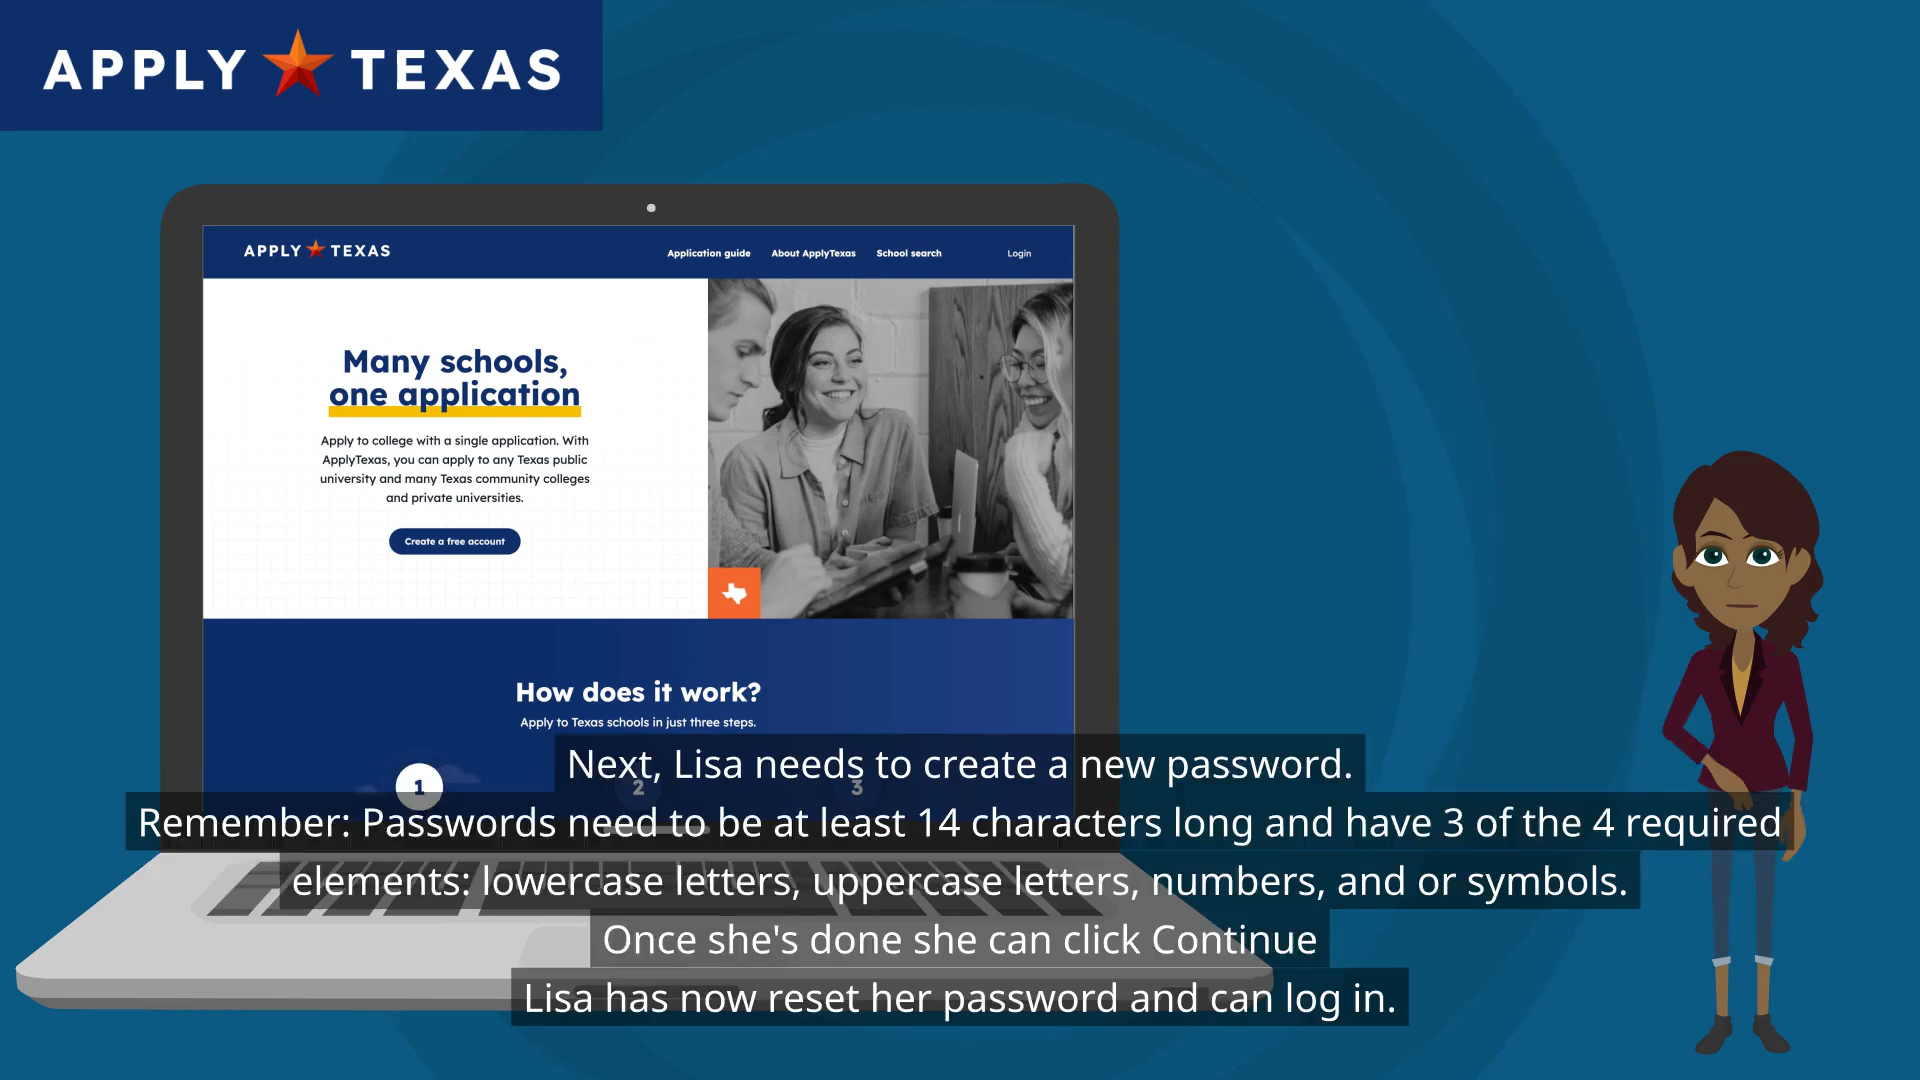 APPLY TEXAS
APPLY TEXAS
Application guide
About ApplyTexas
School search
Login
Many schools,
one application
Apply to college with a single application. With
ApplyTexas, you can apply to any Texas public
university and many Texas community colleges
and private universities.
Create a free account
How does it work?
Apply to Texas schools in just three steps.
1
2
3
Next, Lisa needs to create a new password.
Remember: Passwords need to be at least 14 characters long and have 3 of the 4 required
elements: lowercase letters, uppercase letters, numbers, and or symbols.
Once she's done she can click Continue
Lisa has now reset her password and can log in.